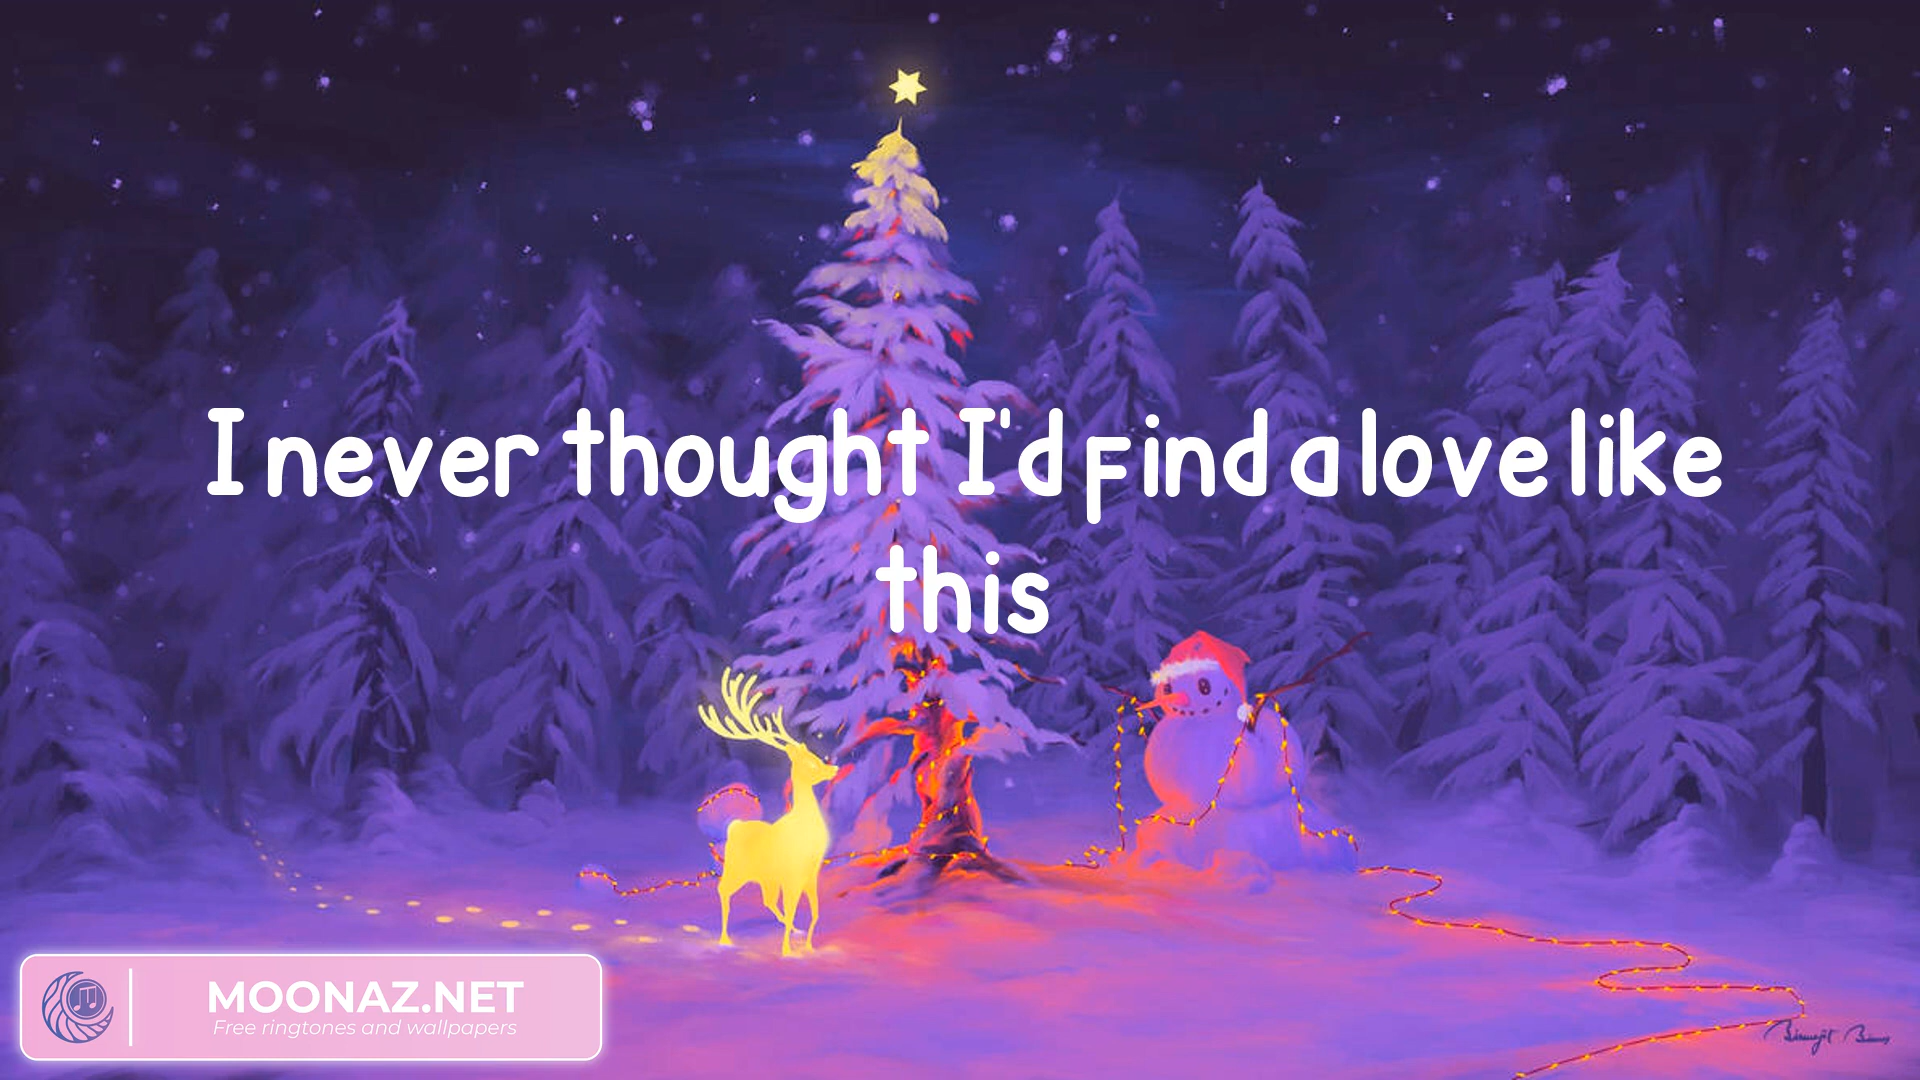 I never thought I'd find a love like
this
MOONAZ.NET
Free ringtones and wallpapers